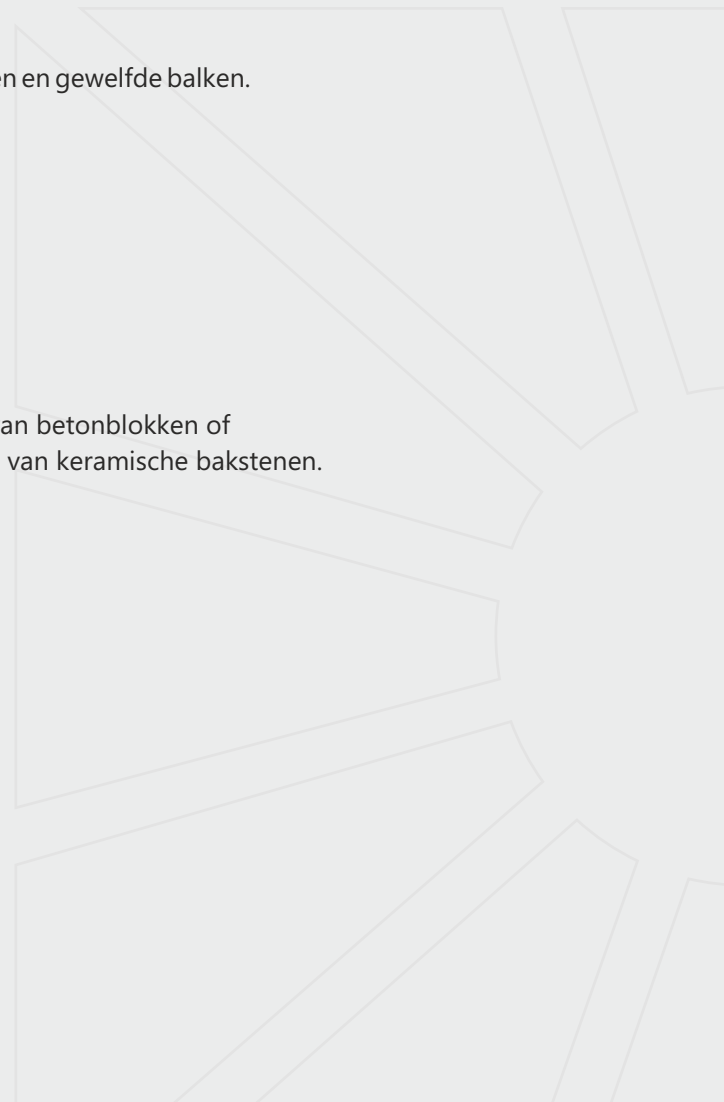 en en gewelfde balken.
an betonblokken of
van keramische bakstenen.